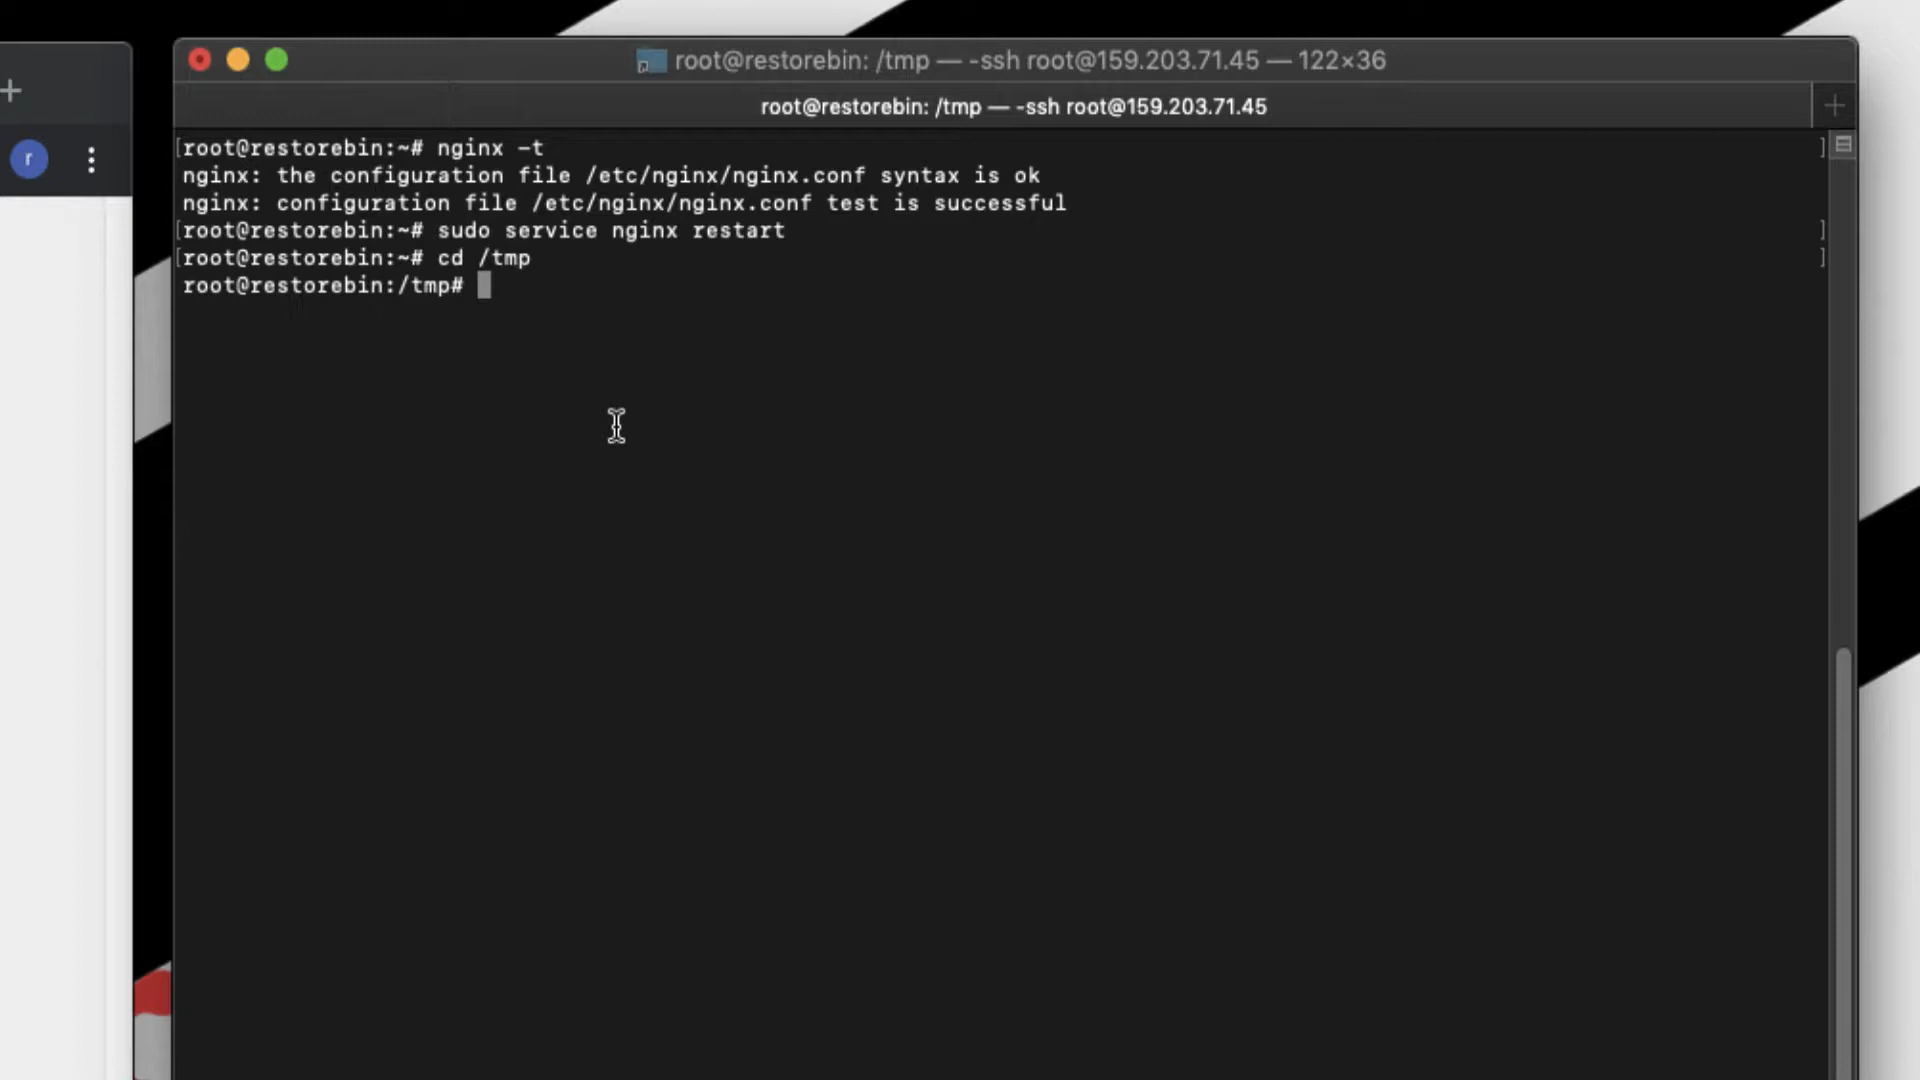 root@restorebin: /tmp — -ssh root@159.203.71.45 — 122×36
root@restorebin: /tmp — -ssh root@159.203.71.45
r
[root@restorebin:~# nginx -t ]
nginx: the configuration file /etc/nginx/nginx.conf syntax is ok
nginx: configuration file /etc/nginx/nginx.conf test is successful
[root@restorebin:~# sudo service nginx restart ]
[root@restorebin:~# cd /tmp ]
root@restorebin:/tmp#